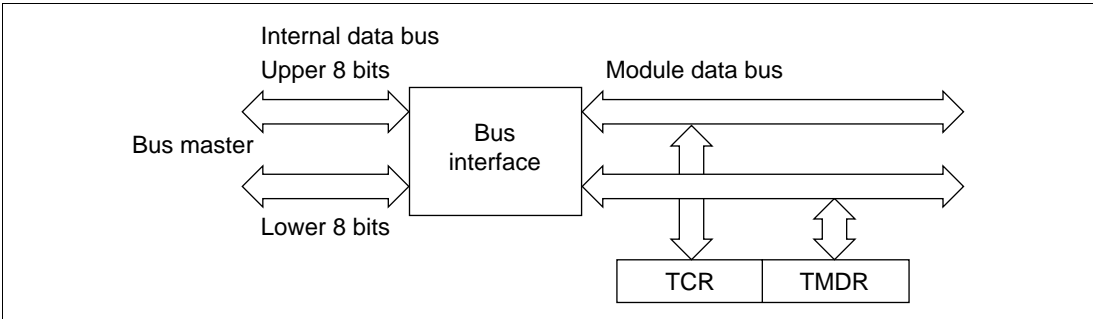 Internal data bus
Upper 8 bits
Module data bus
Bus master
Bus
interface
Lower 8 bits
TCR
TMDR